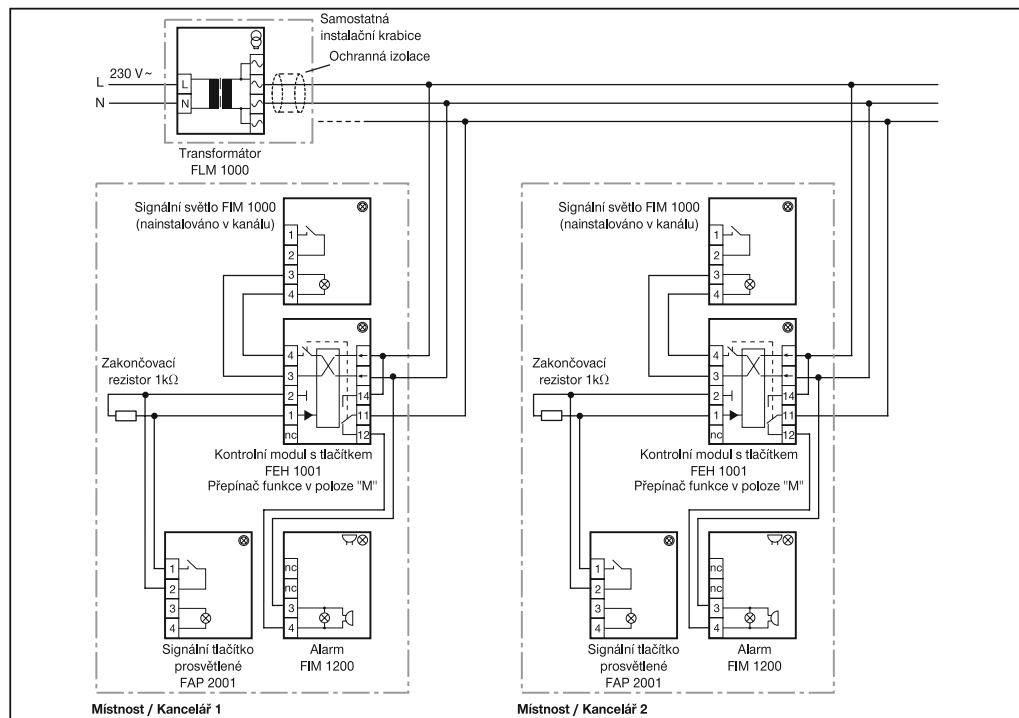 Samostatná
instalační krabice
Ochranná izolace
L 230 V~
N
L
N
Transformátor
FLM 1000
Signální světlo FIM 1000
(nainstalováno v kanálu)
1
2
3
4
Zakončovací
rezistor 1kΩ
4
3
2
1
nc
14
11
12
Kontrolní modul s tlačítkem
FEH 1001
Přepínač funkce v poloze "M"
1
2
3
4
Signální tlačítko
prosvětlené
FAP 2001
nc
nc
3
4
Alarm
FIM 1200
Místnost / Kancelář 1
Signální světlo FIM 1000
(nainstalováno v kanálu)
1
2
3
4
Zakončovací
rezistor 1kΩ
4
3
2
1
nc
14
11
12
Kontrolní modul s tlačítkem
FEH 1001
Přepínač funkce v poloze "M"
1
2
3
4
Signální tlačítko
prosvětlené
FAP 2001
nc
nc
3
4
Alarm
FIM 1200
Místnost / Kancelář 2